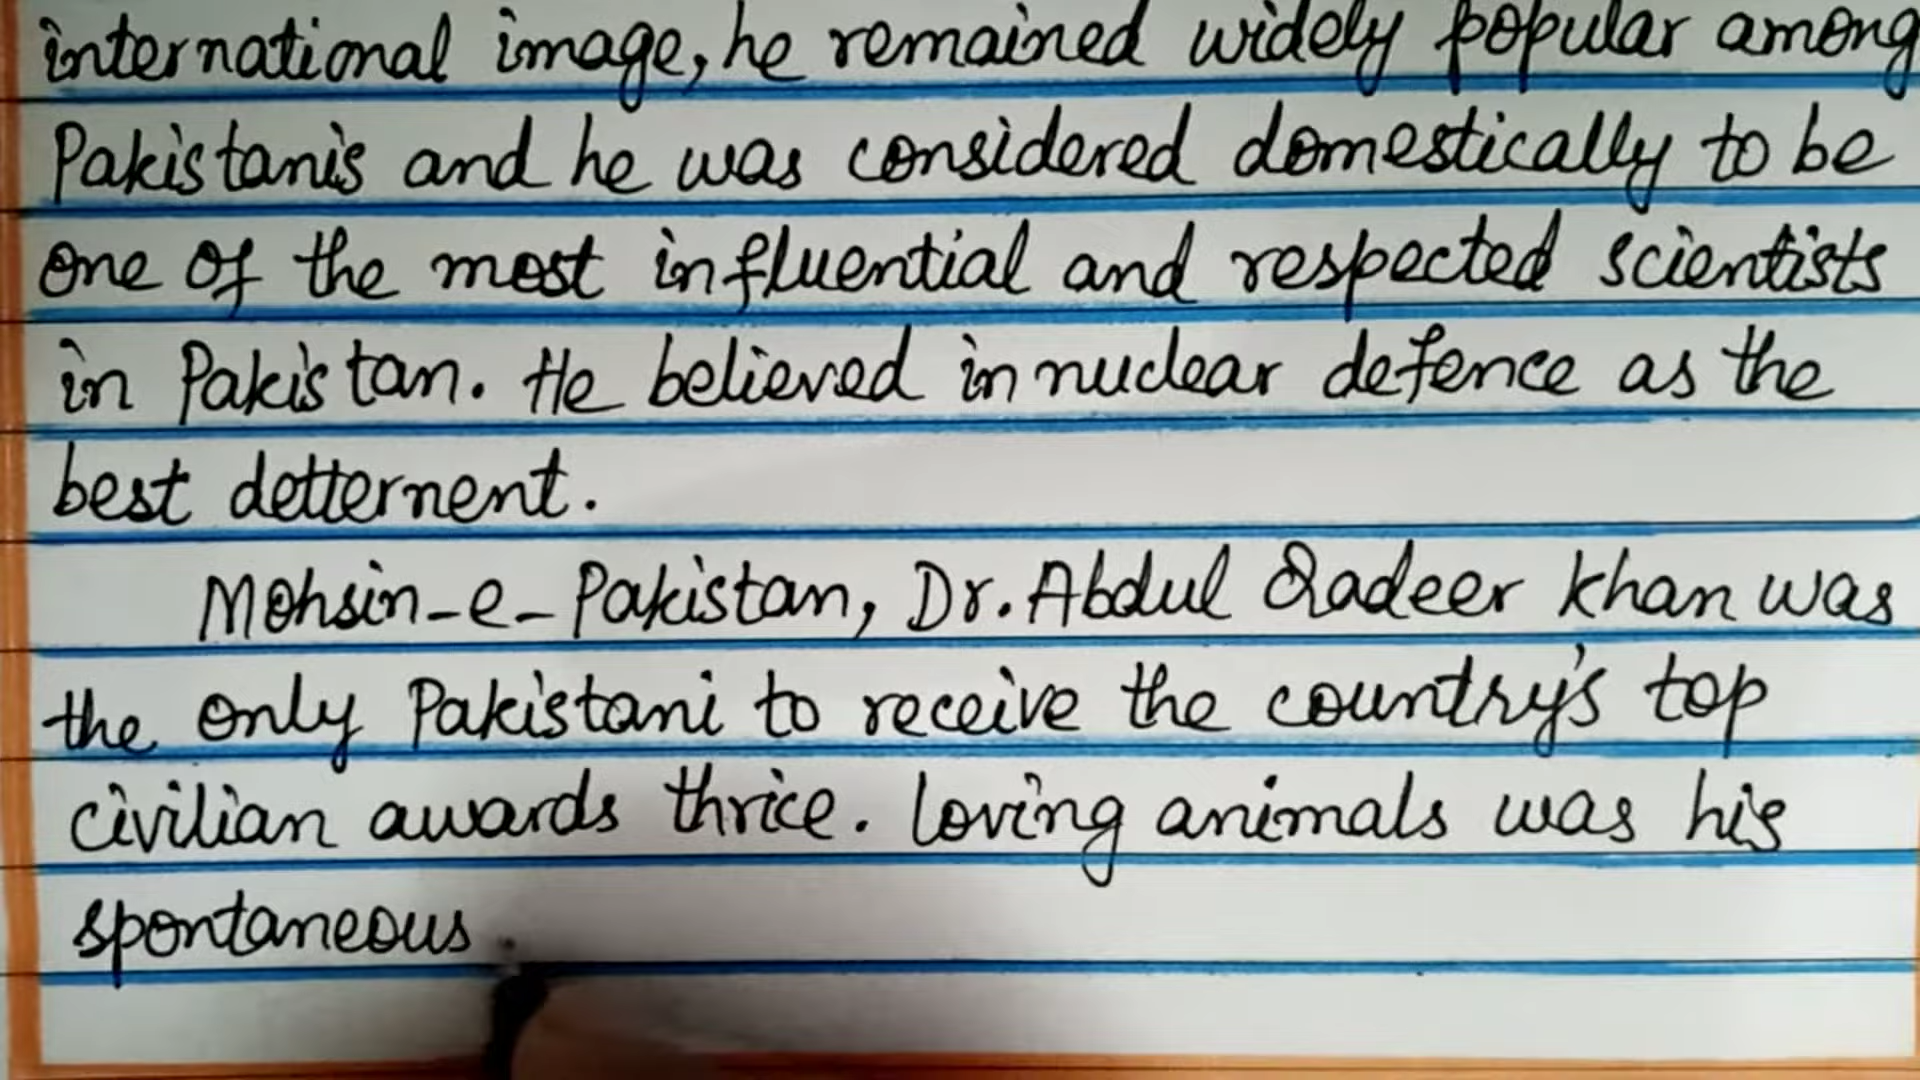 international image, he remained widely popular among
Pakistanis and he was considered domestically to be
one of the most influential and respected scientists
in Pakistan. He believed in nuclear defence as the
best detternent.
Mohsin-e-Pakistan, Dr. Abdul Qadeer Khan was
the only Pakistani to receive the country's top
civilian awards thrice. Loving animals was his
spontaneous